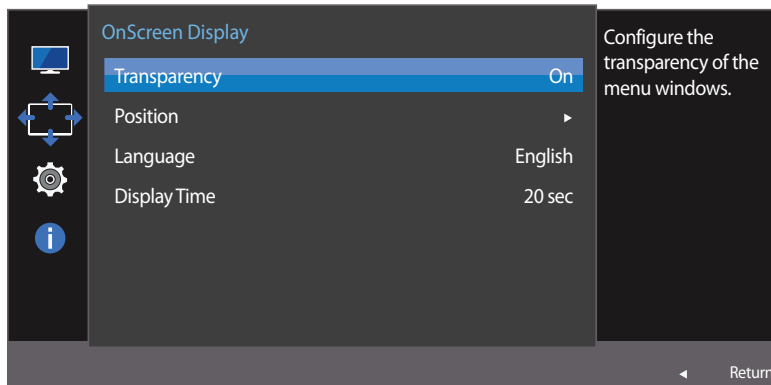 OnScreen Display
Transparency On
Position ▸
Language English
Display Time 20 sec
Configure the
transparency of the
menu windows.
i
◂ Return